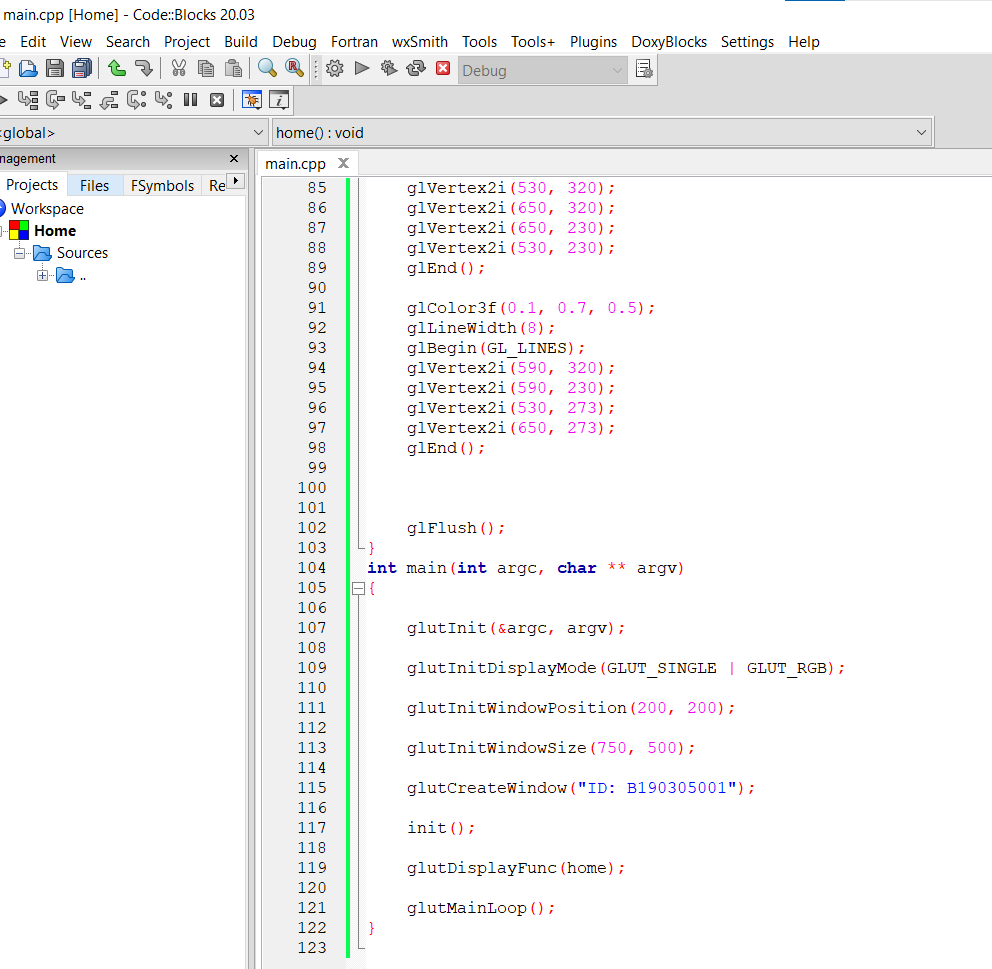 main.cpp [Home] - Code::Blocks 20.03
e Edit View Search Project Build Debug Fortran wxSmith Tools Tools+ Plugins DoxyBlocks Settings Help
Debug
<global> home() : void
nagement
main.cpp
Projects Files FSymbols Re
Workspace
Home
Sources
..
85 glVertex2i(530, 320);
86 glVertex2i(650, 320);
87 glVertex2i(650, 230);
88 glVertex2i(530, 230);
89 glEnd();
90
91 glColor3f(0.1, 0.7, 0.5);
92 glLineWidth(8);
93 glBegin(GL_LINES);
94 glVertex2i(590, 320);
95 glVertex2i(590, 230);
96 glVertex2i(530, 273);
97 glVertex2i(650, 273);
98 glEnd();
99
100
101
102 glFlush();
103 }
104 int main(int argc, char ** argv)
105 {
106
107 glutInit(&argc, argv);
108
109 glutInitDisplayMode(GLUT_SINGLE | GLUT_RGB);
110
111 glutInitWindowPosition(200, 200);
112
113 glutInitWindowSize(750, 500);
114
115 glutCreateWindow("ID: B190305001");
116
117 init();
118
119 glutDisplayFunc(home);
120
121 glutMainLoop();
122 }
123